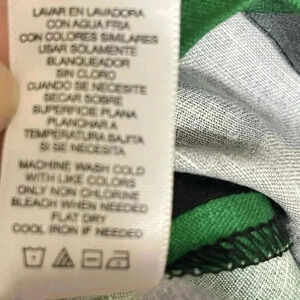 LAVAR EN LAVADORA
CON AGUA FRIA
CON COLORES SIMILARES
USAR SOLAMENTE
BLANQUEADOR
SIN CLORO
CUANDO SE NECESITE
SECAR SOBRE
SUPERFICIE PLANA
PLANCHAR A
TEMPERATURA BAJITA
SI SE NECESITE
MACHINE WASH COLD
WITH LIKE COLORS
ONLY NON CHLORINE
BLEACH WHEN NEEDED
FLAT DRY
COOL IRON IF NEEDED